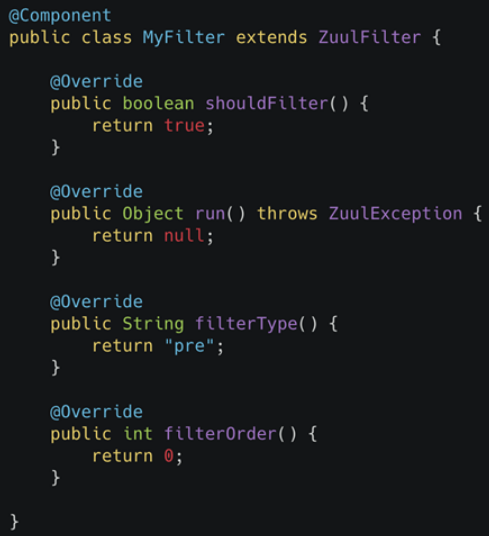 @Component
public class MyFilter extends ZuulFilter {
@Override
public boolean shouldFilter() {
return true;
}
@Override
public Object run() throws ZuulException {
return null;
}
@Override
public String filterType() {
return "pre";
}
@Override
public int filterOrder() {
return 0;
}
}